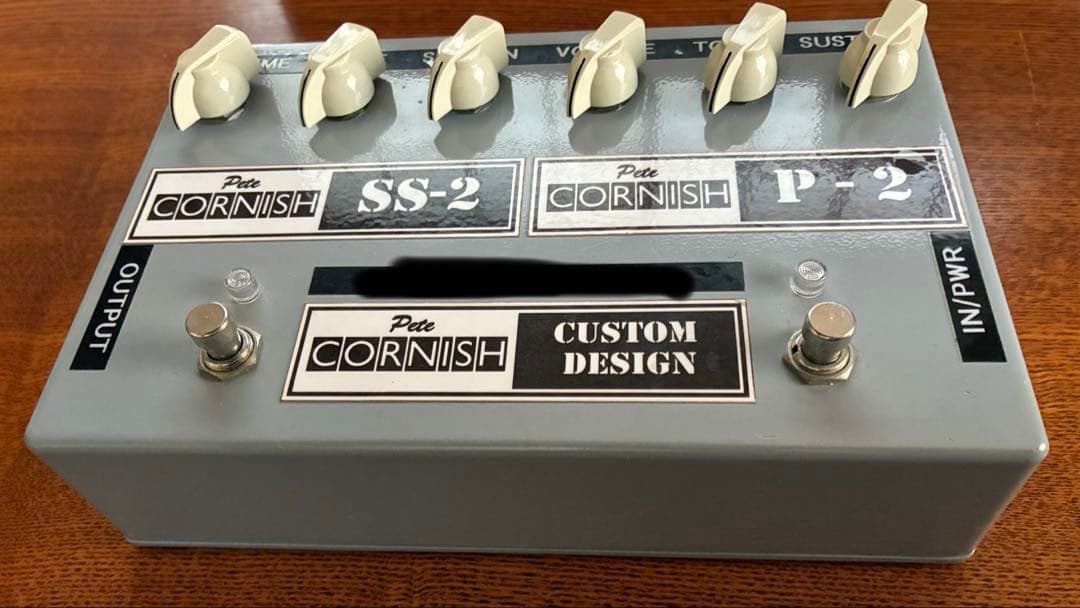 SUST
Pete
CORNISH
SS-2
Pete
CORNISH
P - 2
OUTPUT
IN/PWR
Pete
CORNISH
CUSTOM
DESIGN